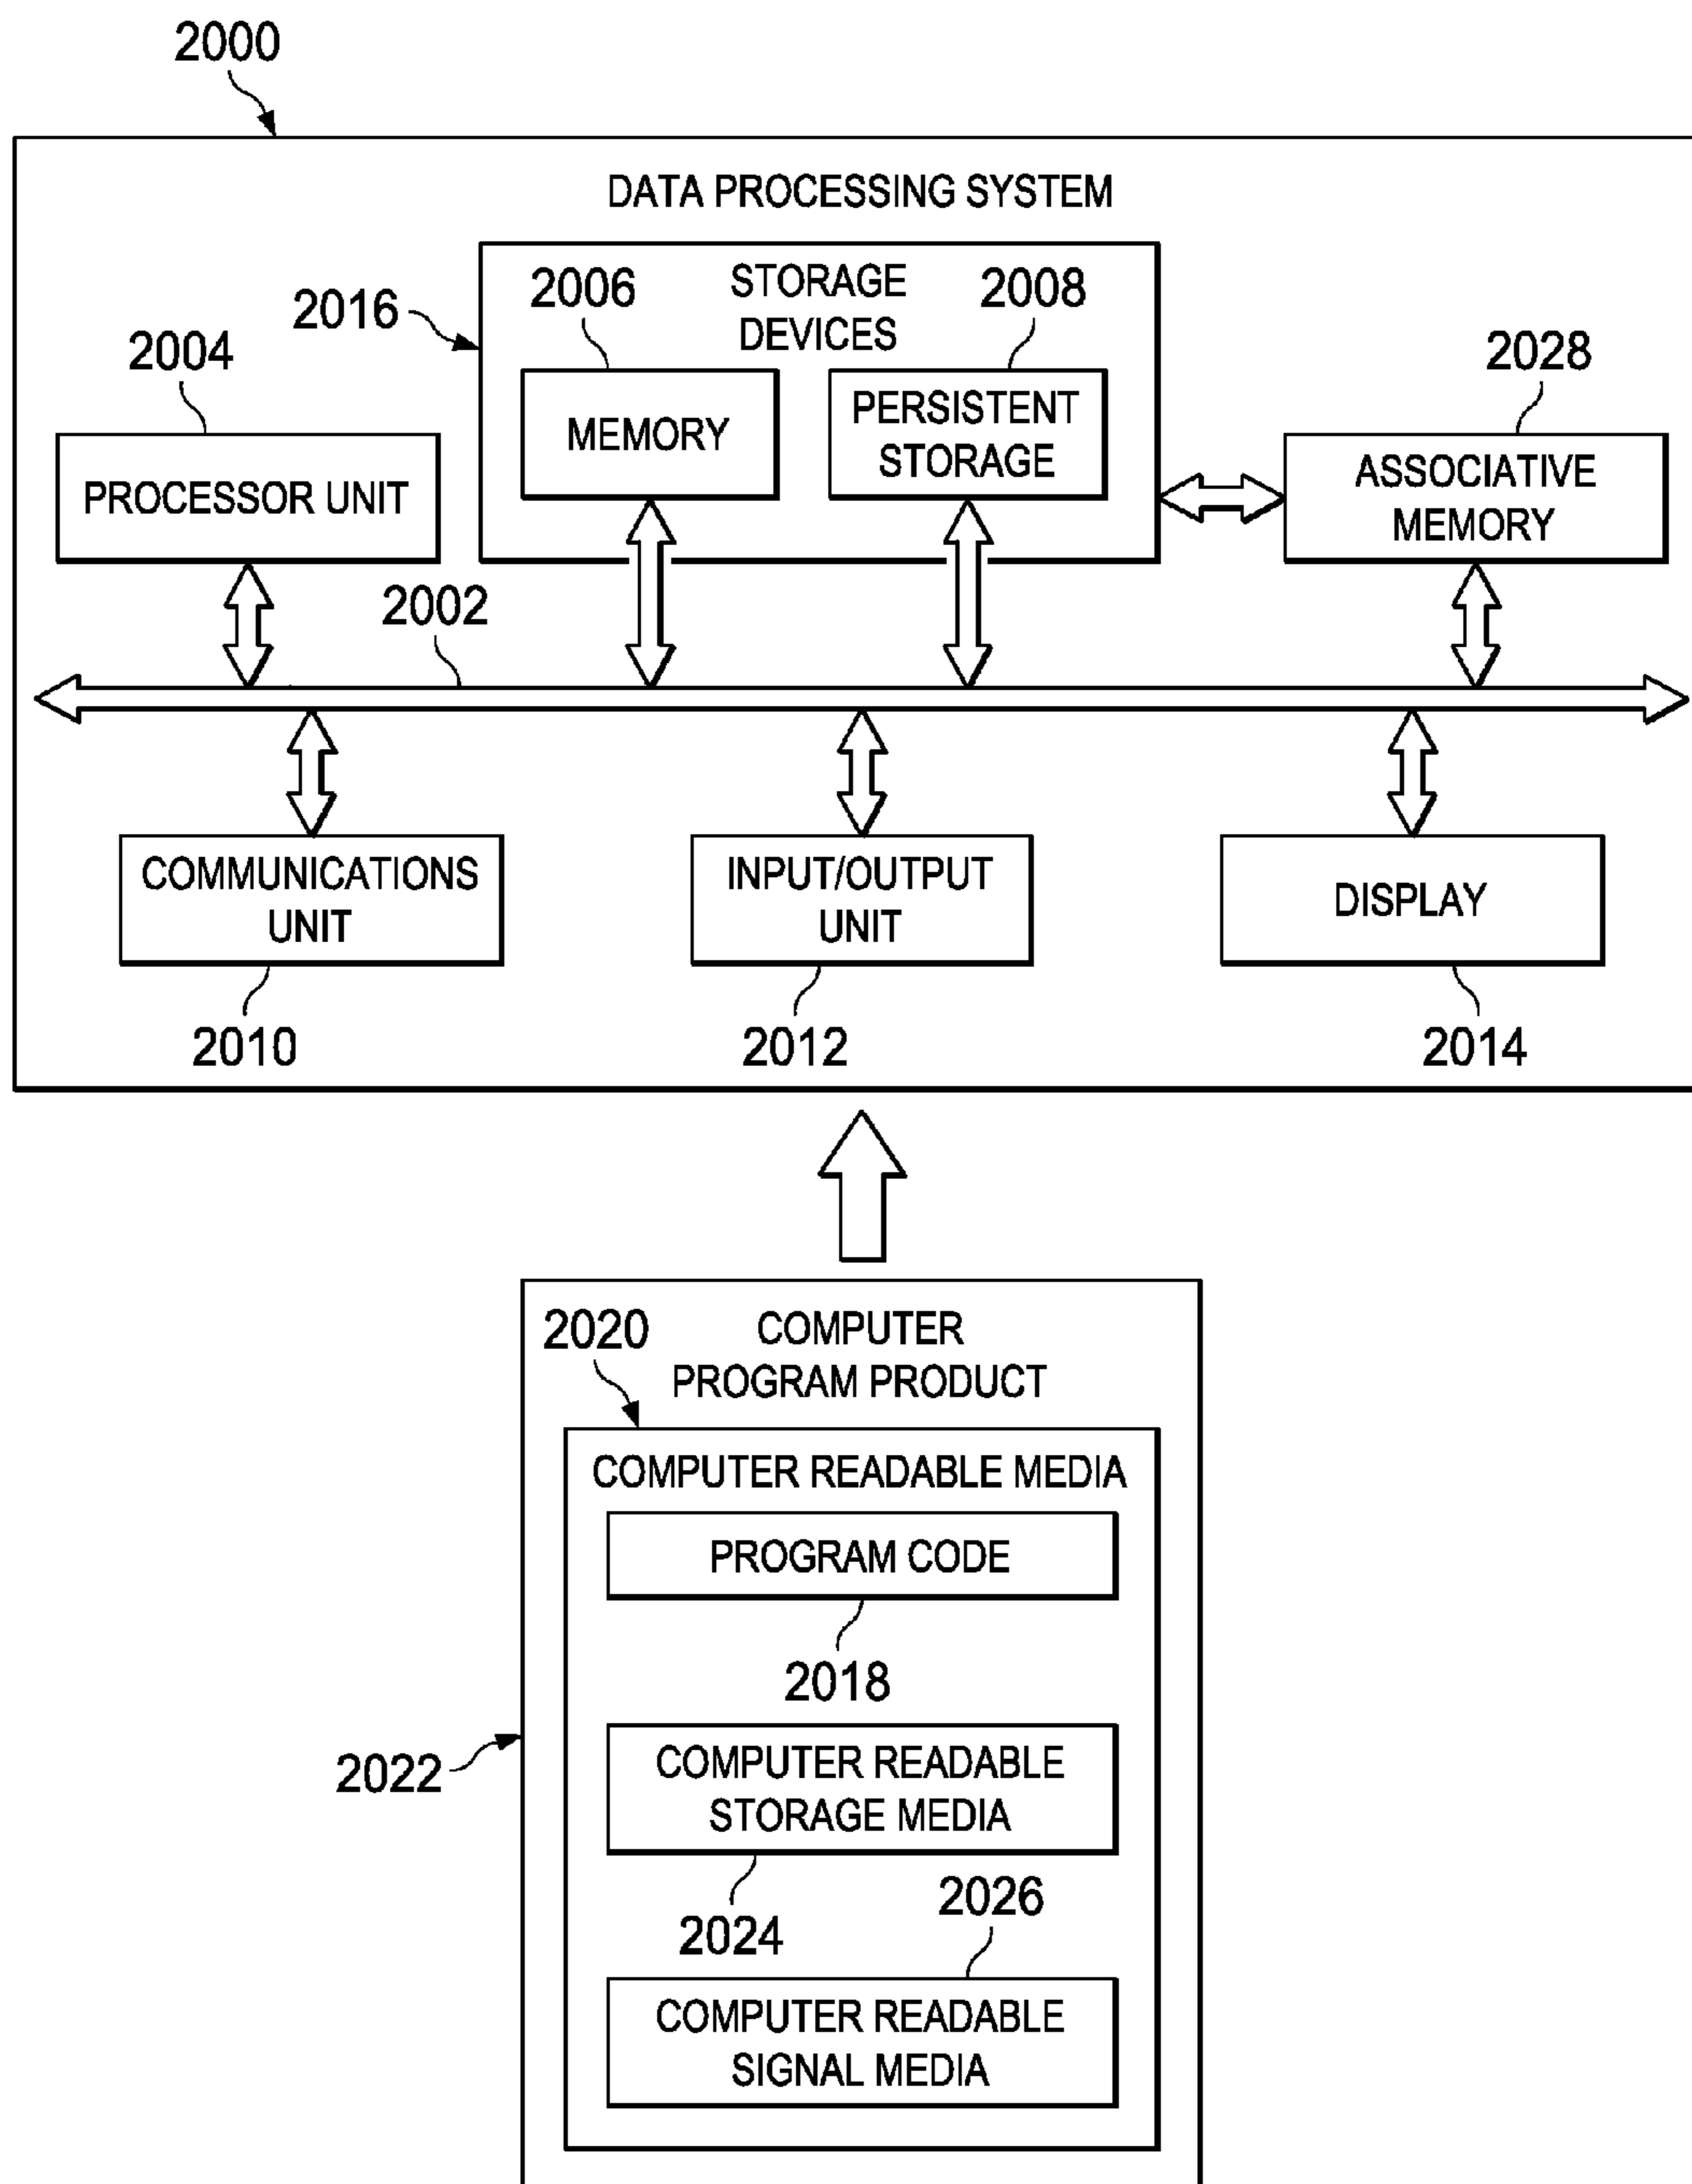 2000
DATA PROCESSING SYSTEM
2016
2006
STORAGE
DEVICES
2008
2004
2028
MEMORY
PERSISTENT
STORAGE
PROCESSOR UNIT
ASSOCIATIVE
MEMORY
2002
COMMUNICATIONS
UNIT
INPUT/OUTPUT
UNIT
DISPLAY
2010
2012
2014
2020
COMPUTER
PROGRAM PRODUCT
COMPUTER READABLE MEDIA
PROGRAM CODE
2018
2022
COMPUTER READABLE
STORAGE MEDIA
2024
2026
COMPUTER READABLE
SIGNAL MEDIA